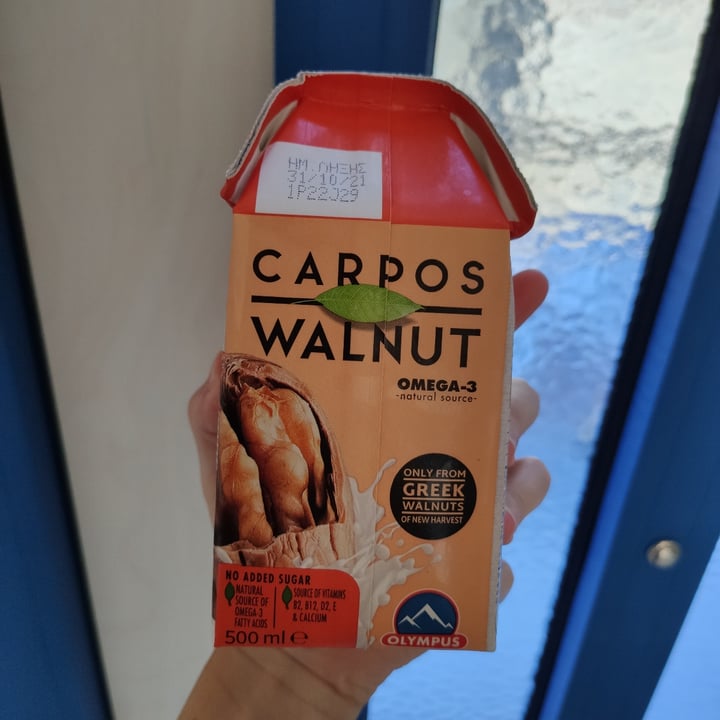 ΗΜ. ΛΗΞΗΣ
31/10/21
1P22J29
CARPOS
WALNUT
OMEGA-3
-natural source-
ONLY FROM
GREEK
WALNUTS
OF NEW HARVEST
NO ADDED SUGAR
NATURAL
SOURCE OF
OMEGA-3
FATTY ACIDS
SOURCE OF VITAMINS
B2, B12, D2, E
& CALCIUM
500 ml e
OLYMPUS